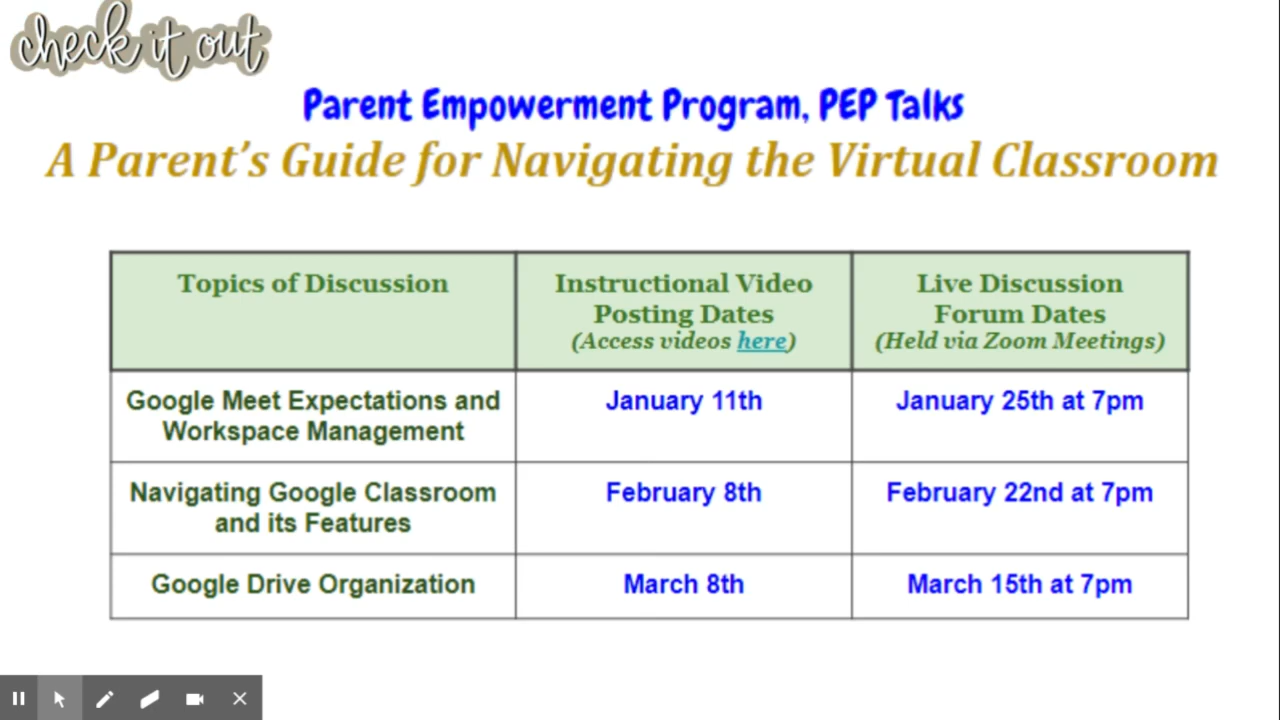 check it out
Parent Empowerment Program, PEP Talks
A Parent's Guide for Navigating the Virtual Classroom
Topics of Discussion
Instructional Video
Posting Dates
(Access videos here)
Live Discussion
Forum Dates
(Held via Zoom Meetings)
Google Meet Expectations and
Workspace Management
January 11th
January 25th at 7pm
Navigating Google Classroom
and its Features
February 8th
February 22nd at 7pm
Google Drive Organization
March 8th
March 15th at 7pm